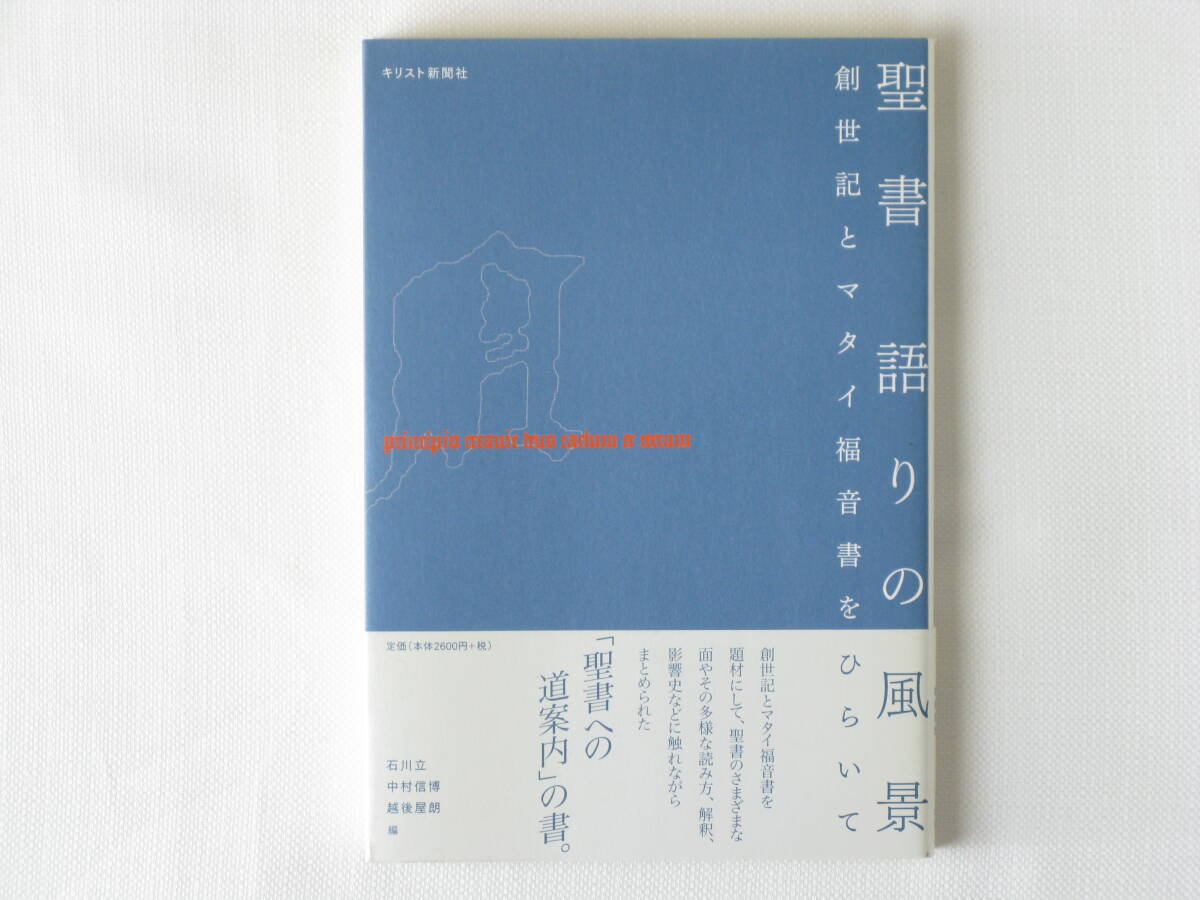 聖書語りの風景
創世記とマタイ福音書をひらいて
キリスト新聞社
創世記とマタイ福音書を
題材にして、聖書のさまざまな
面やその多様な読み方、解釈、
影響史などに触れながら
まとめられた
「聖書への
道案内」の書。
定価（本体2600円+税）
石川立
中村信博
越後屋朗
編